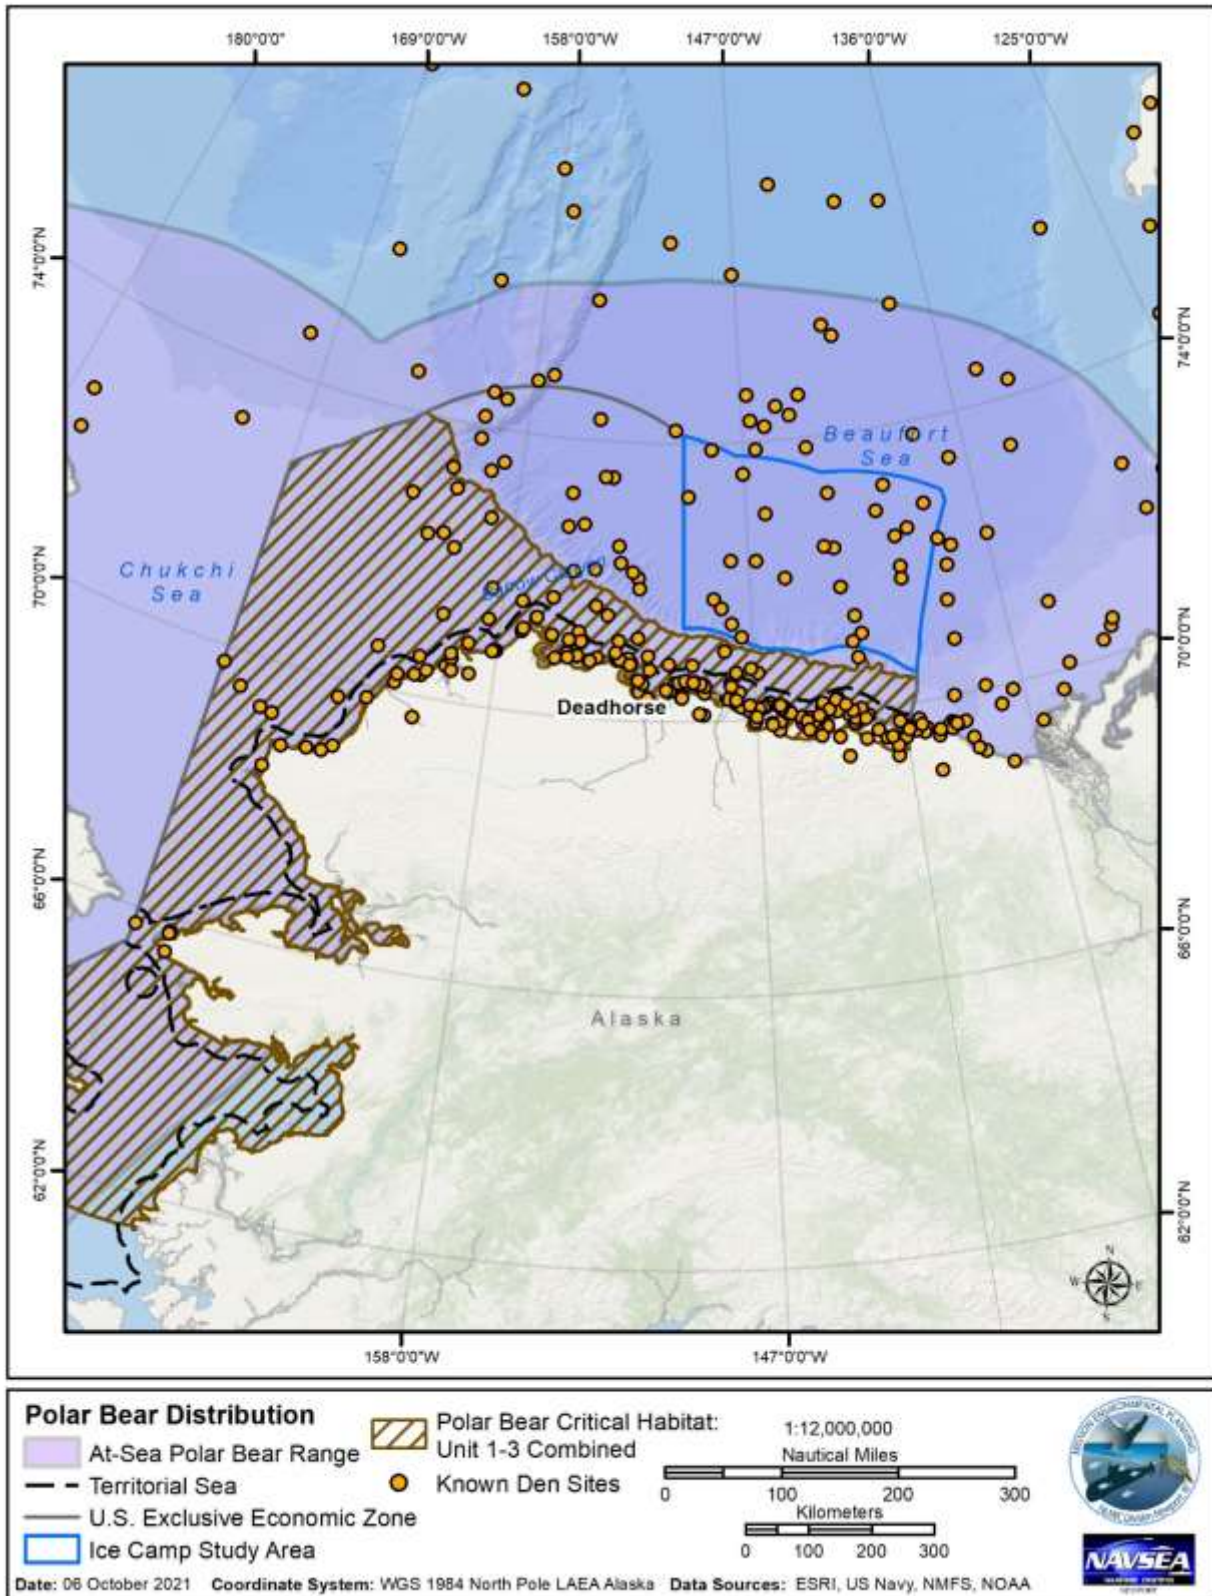 180°0'0" 169°0'0"W 158°0'0"W 147°0'0"W 136°0'0"W 125°0'0"W
74°0'0"N
74°0'0"N
Beaufort
Sea
Chukchi
Sea
70°0'0"N
70°0'0"N
Deadhorse
66°0'0"N
66°0'0"N
Alaska
62°0'0"N
62°0'0"N
N
W E
S
158°0'0"W 147°0'0"W
Polar Bear Distribution
At-Sea Polar Bear Range
Territorial Sea
U.S. Exclusive Economic Zone
Ice Camp Study Area
Polar Bear Critical Habitat:
Unit 1-3 Combined
Known Den Sites
1:12,000,000
Nautical Miles
0 100 200 300
Kilometers
0 100 200 300
NAVSEA
Date: 06 October 2021 Coordinate System: WGS 1984 North Pole LAEA Alaska Data Sources: ESRI, US Navy, NMFS, NOAA